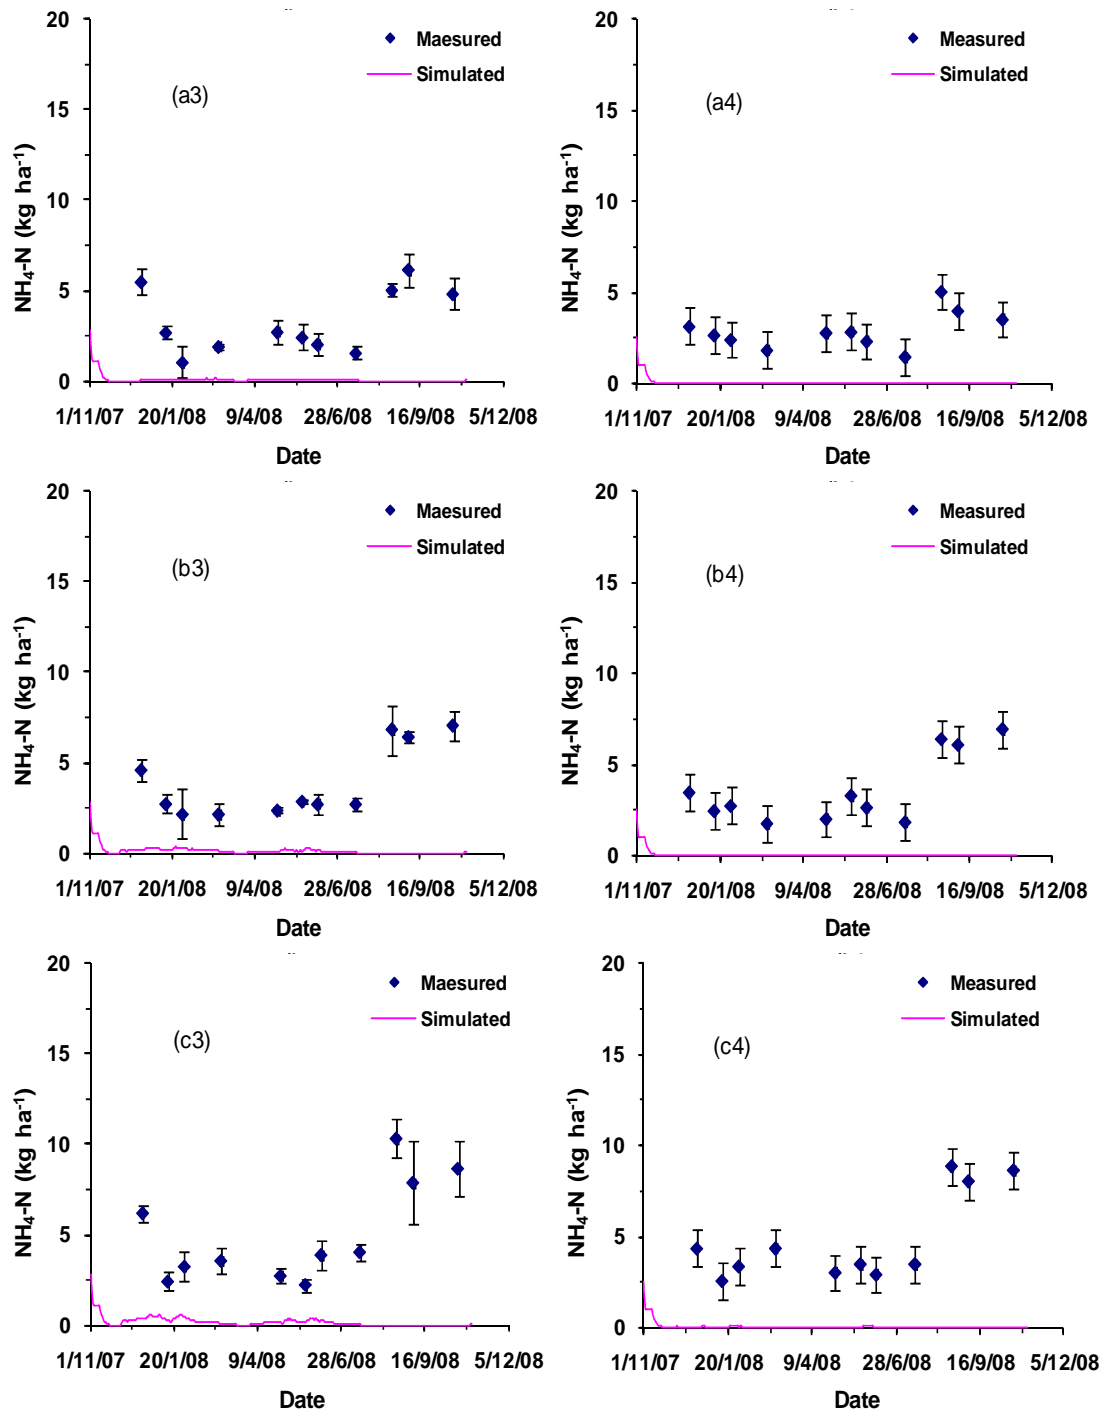 20
Maesured
Simulated
15
(a3)
10
5
0
NH₄-N (kg ha⁻¹)
1/11/07 20/1/08 9/4/08 28/6/08 16/9/08 5/12/08
Date
20
Measured
Simulated
15
(a4)
10
5
0
NH₄-N (kg ha⁻¹)
1/11/07 20/1/08 9/4/08 28/6/08 16/9/08 5/12/08
Date
20
Maesured
Simulated
15
(b3)
10
5
0
NH₄-N (kg ha⁻¹)
1/11/07 20/1/08 9/4/08 28/6/08 16/9/08 5/12/08
Date
20
Measured
Simulated
15
(b4)
10
5
0
NH₄-N (kg ha⁻¹)
1/11/07 20/1/08 9/4/08 28/6/08 16/9/08 5/12/08
Date
20
Maesured
Simulated
15
(c3)
10
5
0
NH₄-N (kg ha⁻¹)
1/11/07 20/1/08 9/4/08 28/6/08 16/9/08 5/12/08
Date
20
Measured
Simulated
15
(c4)
10
5
0
NH₄-N (kg ha⁻¹)
1/11/07 20/1/08 9/4/08 28/6/08 16/9/08 5/12/08
Date